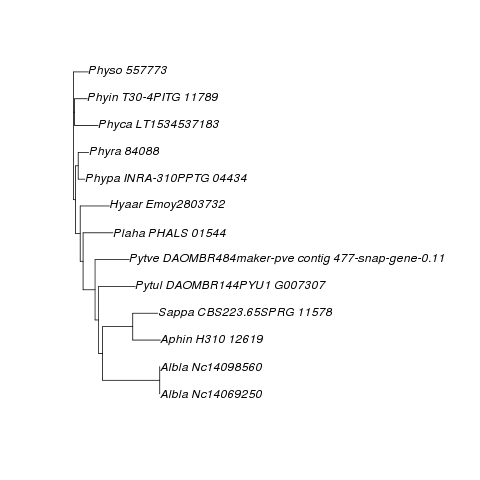 Physo 557773
Phyin T30-4PITG 11789
Phyca LT1534537183
Phyra 84088
Phypa INRA-310PPTG 04434
Hyaar Emoy2803732
Plaha PHALS 01544
Pytve DAOMBR484maker-pve contig 477-snap-gene-0.11
Pytul DAOMBR144PYU1 G007307
Sappa CBS223.65SPRG 11578
Aphin H310 12619
Albla Nc14098560
Albla Nc14069250